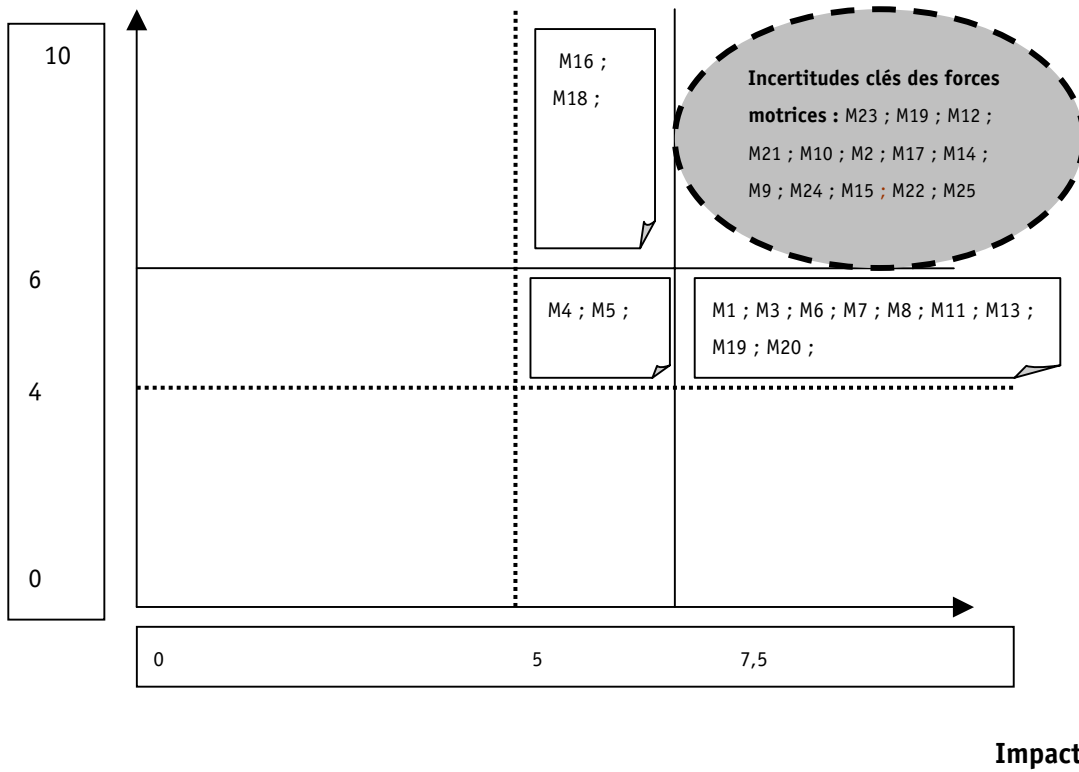 10
M16 ;
M18 ;
Incertitudes clés des forces
motrices : M23 ; M19 ; M12 ;
M21 ; M10 ; M2 ; M17 ; M14 ;
M9 ; M24 ; M15 ; M22 ; M25
6
M4 ; M5 ;
M1 ; M3 ; M6 ; M7 ; M8 ; M11 ; M13 ;
M19 ; M20 ;
4
0
0 5 7,5
Impact